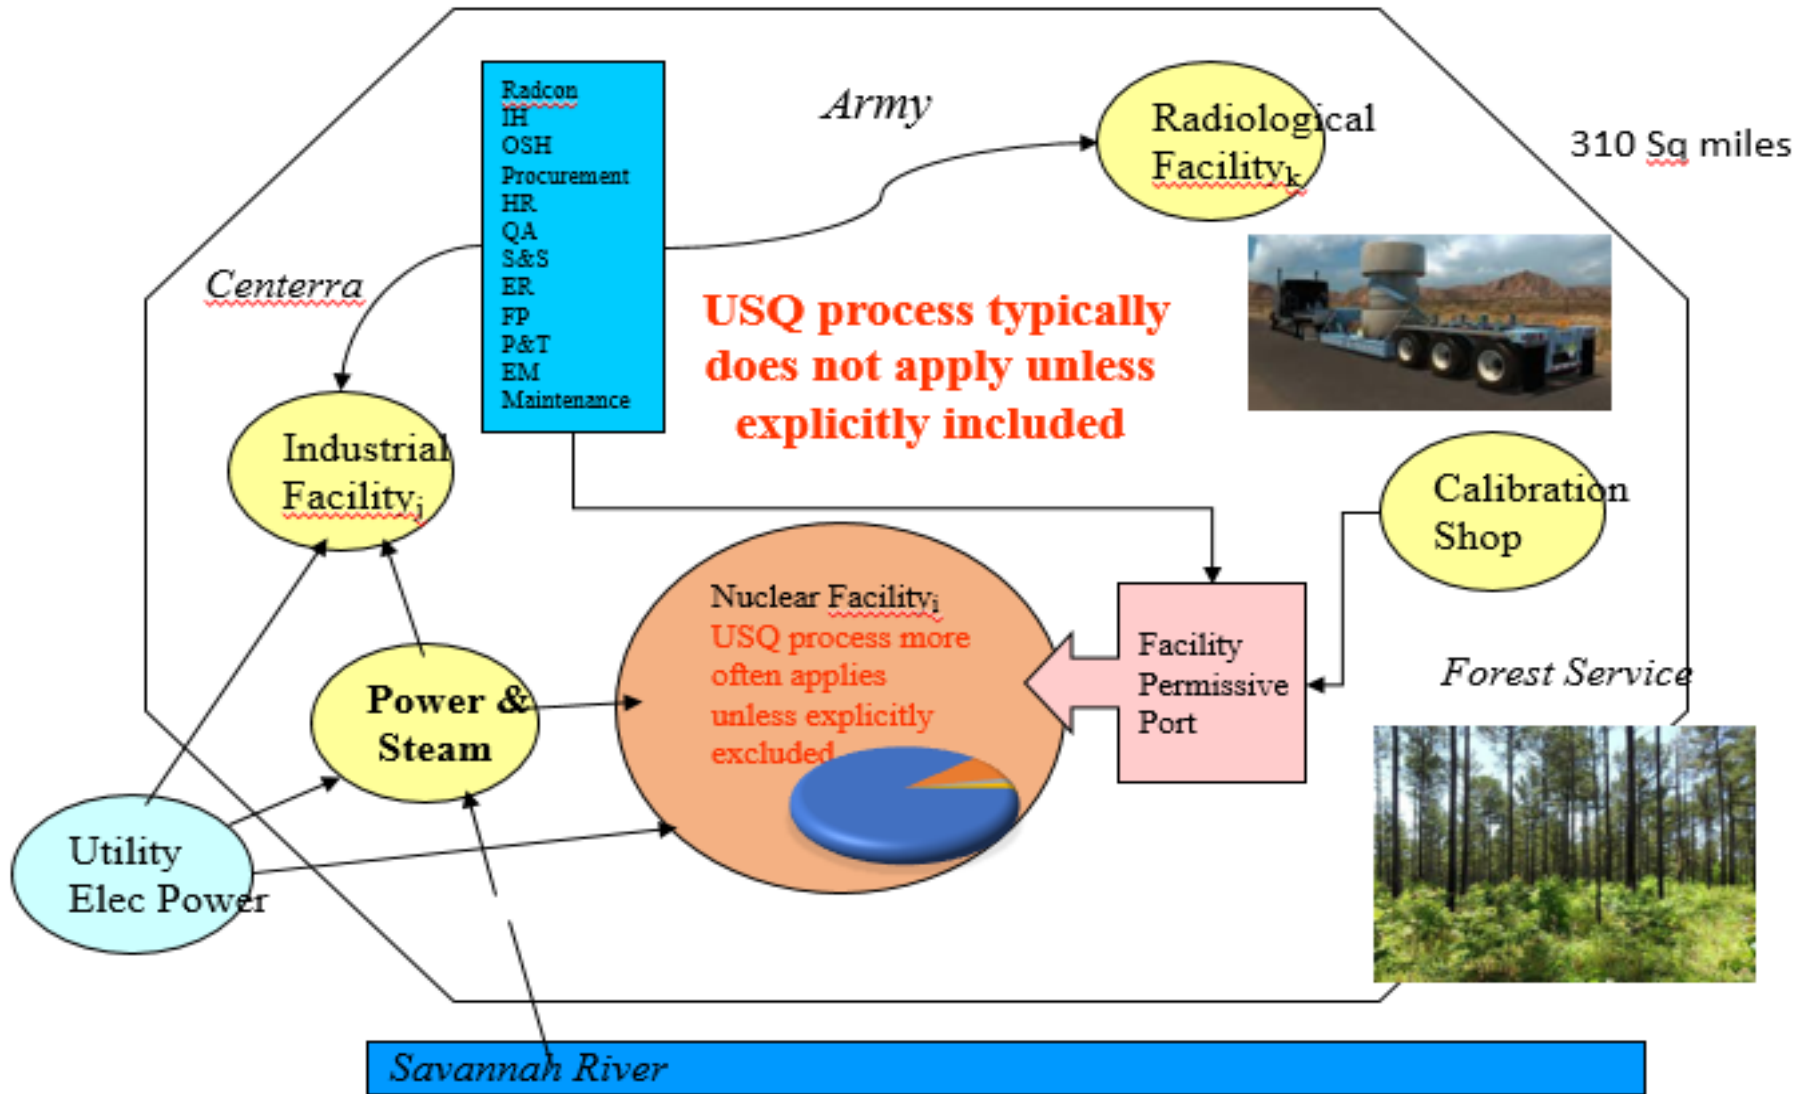 Radcon
IH
OSH
Procurement
HR
QA
S&S
ER
FP
P&T
EM
Maintenance
Army
Radiological
Facilityk
310 Sq miles
Centerra
USQ process typically
does not apply unless
explicitly included
Industrial
Facilityj
Calibration
Shop
Nuclear Facilityi
USQ process more
often applies
unless explicitly
excluded
Facility
Permissive
Port
Forest Service
Power &
Steam
Utility
Elec Power
Savannah River